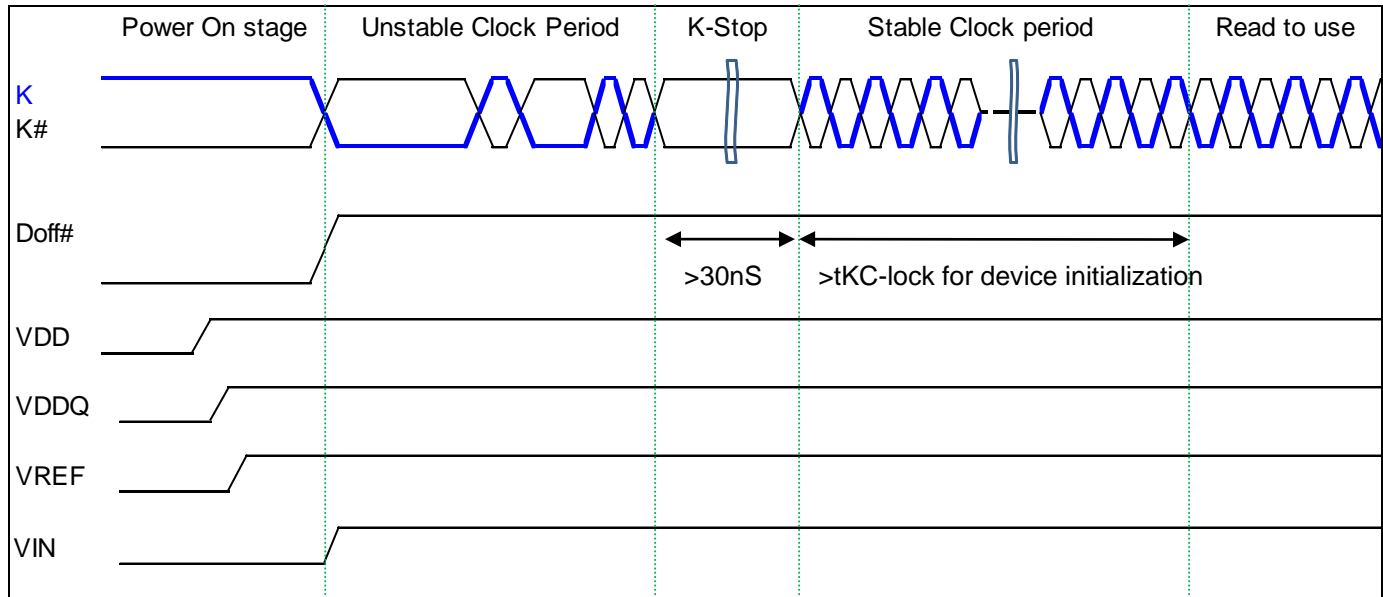 Power On stage
Unstable Clock Period
K-Stop
Stable Clock period
Read to use
K
K#
Doff#
>30nS
>tKC-lock for device initialization
VDD
VDDQ
VREF
VIN